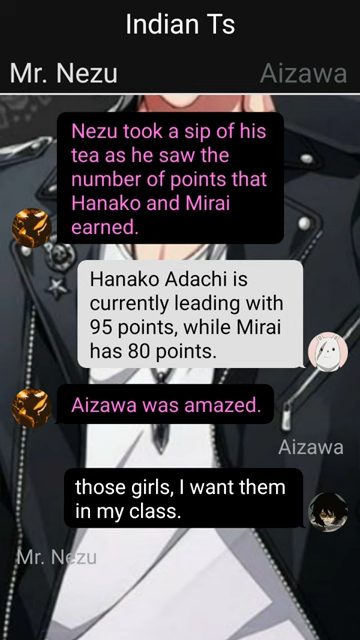 Indian Ts
Mr. Nezu
Aizawa
Nezu took a sip of his
tea as he saw the
number of points that
Hanako and Mirai
earned.
Hanako Adachi is
currently leading with
95 points, while Mirai
has 80 points.
Aizawa was amazed.
Aizawa
those girls, I want them
in my class.
Mr. Nezu